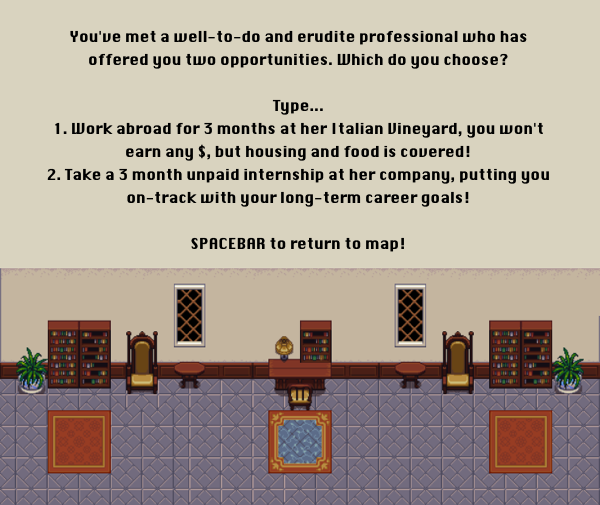 You've met a well-to-do and erudite professional who has
offered you two opportunities. Which do you choose?
Type...
1. Work abroad for 3 months at her Italian Vineyard, you won't
earn any $, but housing and food is covered!
2. Take a 3 month unpaid internship at her company, putting you
on-track with your long-term career goals!
SPACEBAR to return to map!